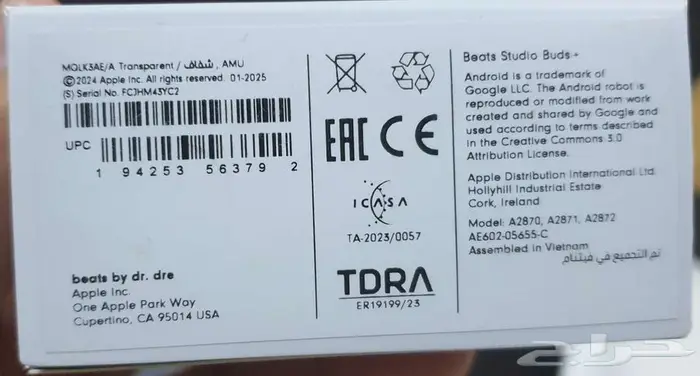 MQLK3AE/A Transparent / شفاف , AMU
©2024 Apple Inc. All rights reserved. 01-2025
(S) Serial No. FCJHM43YC2
UPC
1 94253 56379 2
beats by dr. dre
Apple Inc.
One Apple Park Way
Cupertino, CA 95014 USA
EAC CE
ICASA
TA-2023/0057
TDRA
ER19199/23
Beats Studio Buds+
Android is a trademark of
Google LLC. The Android robot is
reproduced or modified from work
created and shared by Google and
used according to terms described
in the Creative Commons 3.0
Attribution License.
Apple Distribution International Ltd.
Hollyhill Industrial Estate
Cork, Ireland
Model: A2870, A2871, A2872
AE602-05655-C
Assembled in Vietnam
تم التجميع في فيتنام
حراج